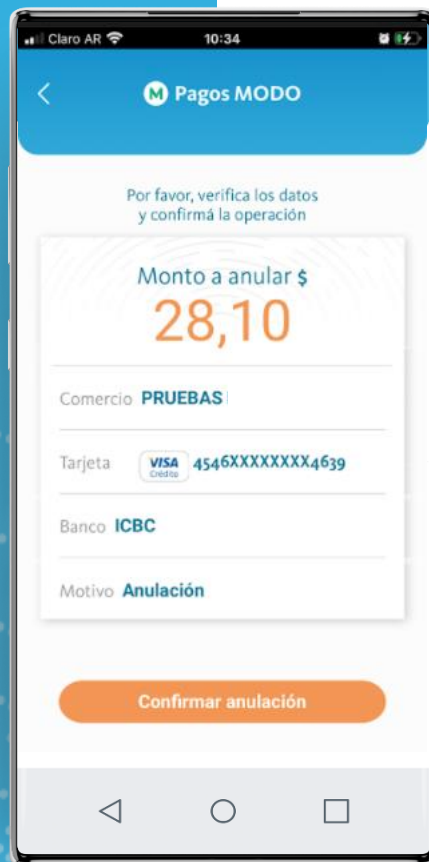 Claro AR 10:34
M Pagos MODO
Por favor, verifica los datos
y confirmá la operación
Monto a anular $
28,10
Comercio PRUEBAS
Tarjeta VISA Crédito 4546XXXXXXXX4639
Banco ICBC
Motivo Anulación
Confirmar anulación